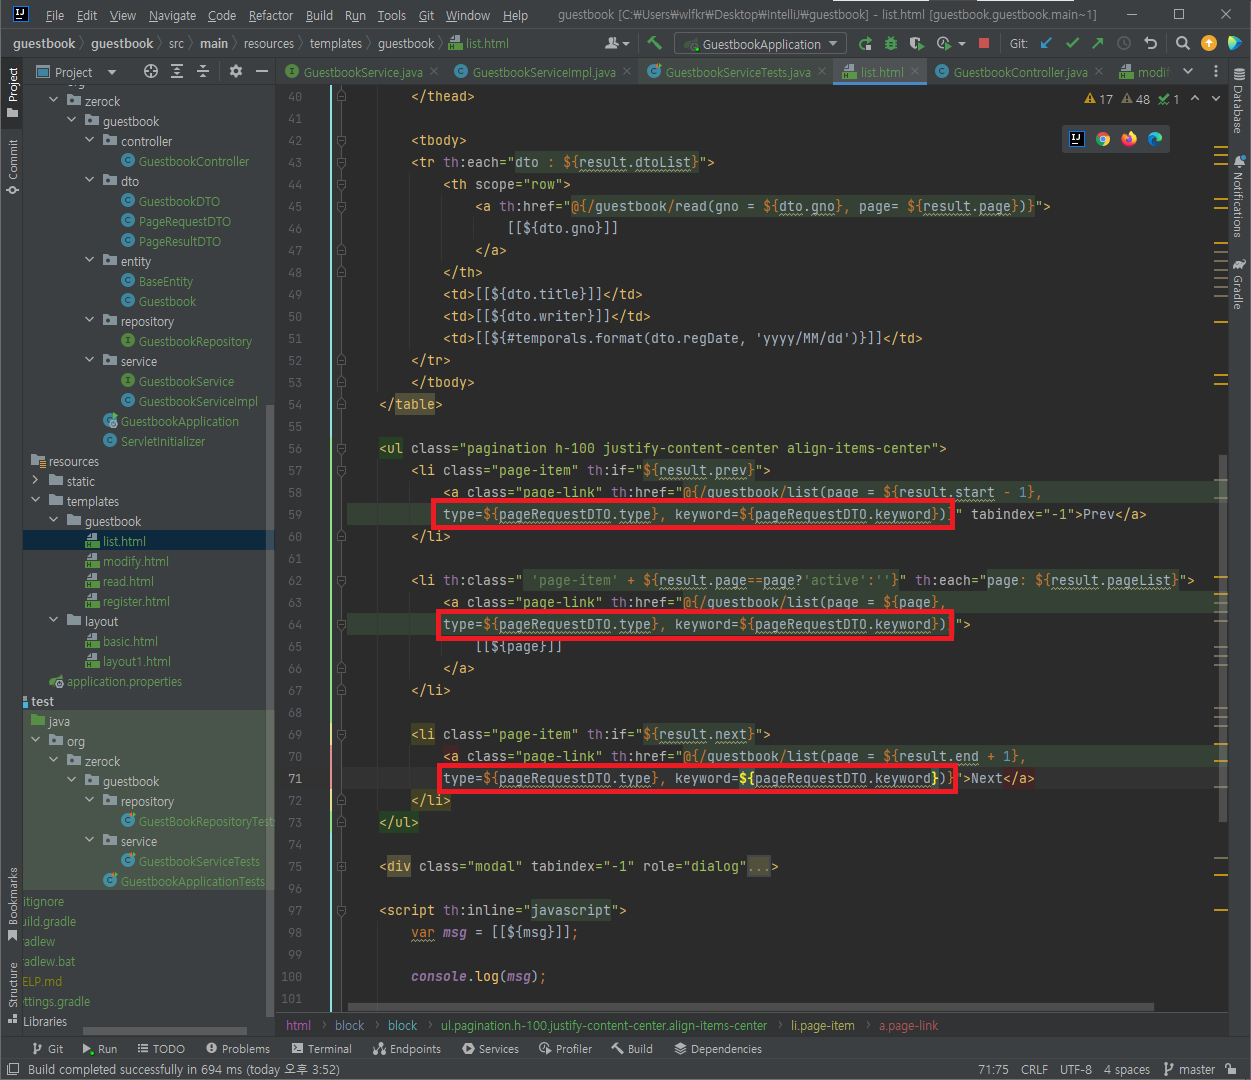 File Edit View Navigate Code Refactor Build Run Tools Git Window Help guestbook [C:₩Users₩wlfkr₩Desktop₩IntelliJ₩guestbook] - list.html [guestbook.guestbook.main~1]
guestbook guestbook src main resources templates guestbook list.html GuestbookApplication Git:
Project GuestbookService.java GuestbookServiceImpl.java GuestbookServiceTests.java list.html GuestbookController.java modif
Project
Commit
Bookmarks
Structure
org
zerock
guestbook
controller
GuestbookController
dto
GuestbookDTO
PageRequestDTO
PageResultDTO
entity
BaseEntity
Guestbook
repository
GuestbookRepository
service
GuestbookService
GuestbookServiceImpl
GuestbookApplication
ServletInitializer
resources
static
templates
guestbook
list.html
modify.html
read.html
register.html
layout
basic.html
layout1.html
application.properties
test
java
org
zerock
guestbook
repository
GuestBookRepositoryTests
service
GuestbookServiceTests
GuestbookApplicationTests
itignore
uild.gradle
radlew
radlew.bat
ELP.md
ettings.gradle
Libraries
17 48 1
40 </thead>
41
42 <tbody>
43 <tr th:each="dto : ${result.dtoList}">
44 <th scope="row">
45 <a th:href="@{/guestbook/read(gno = ${dto.gno}, page= ${result.page})}">
46 [[${dto.gno}]]
47 </a>
48 </th>
49 <td>[[${dto.title}]]</td>
50 <td>[[${dto.writer}]]</td>
51 <td>[[${#temporals.format(dto.regDate, 'yyyy/MM/dd')}]]</td>
52 </tr>
53 </tbody>
54 </table>
55
56 <ul class="pagination h-100 justify-content-center align-items-center">
57 <li class="page-item" th:if="${result.prev}">
58 <a class="page-link" th:href="@{/guestbook/list(page = ${result.start - 1},
59 type=${pageRequestDTO.type}, keyword=${pageRequestDTO.keyword})}" tabindex="-1">Prev</a>
60 </li>
61
62 <li th:class=" 'page-item' + ${result.page==page?'active':''}" th:each="page: ${result.pageList}">
63 <a class="page-link" th:href="@{/guestbook/list(page = ${page},
64 type=${pageRequestDTO.type}, keyword=${pageRequestDTO.keyword})}">
65 [[${page}]]
66 </a>
67 </li>
68
69 <li class="page-item" th:if="${result.next}">
70 <a class="page-link" th:href="@{/guestbook/list(page = ${result.end + 1},
71 type=${pageRequestDTO.type}, keyword=${pageRequestDTO.keyword})}">Next</a>
72 </li>
73 </ul>
74
75 <div class="modal" tabindex="-1" role="dialog"...>
96
97 <script th:inline="javascript">
98 var msg = [[${msg}]];
99
100 console.log(msg);
101
Database
Notifications
Gradle
html block block ul.pagination.h-100.justify-content-center.align-items-center li.page-item a.page-link
Git Run TODO Problems Terminal Endpoints Services Profiler Build Dependencies
Build completed successfully in 694 ms (today 오후 3:52) 71:75 CRLF UTF-8 4 spaces master